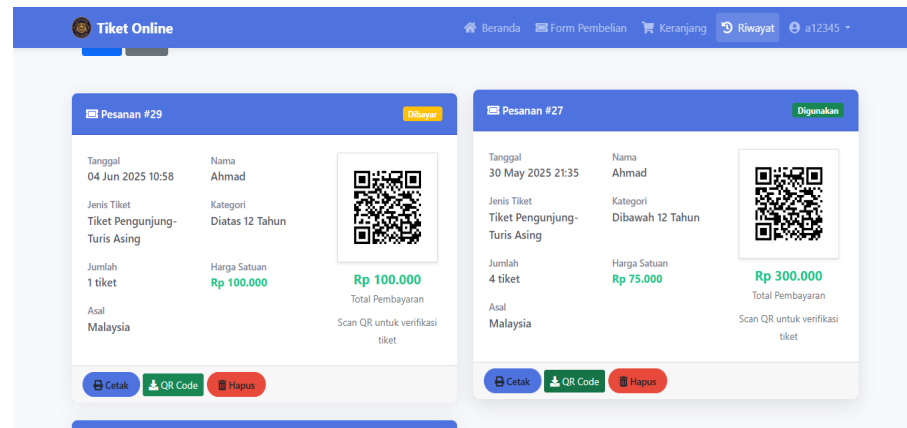 Tiket Online
Beranda
Form Pembelian
Keranjang
Riwayat
a12345
Pesanan #29
Dibayar
Tanggal
04 Jun 2025 10:58
Nama
Ahmad
Jenis Tiket
Tiket Pengunjung-
Turis Asing
Kategori
Diatas 12 Tahun
Jumlah
1 tiket
Harga Satuan
Rp 100.000
Asal
Malaysia
Rp 100.000
Total Pembayaran
Scan QR untuk verifikasi
tiket
Cetak
QR Code
Hapus
Pesanan #27
Digunakan
Tanggal
30 May 2025 21:35
Nama
Ahmad
Jenis Tiket
Tiket Pengunjung-
Turis Asing
Kategori
Dibawah 12 Tahun
Jumlah
4 tiket
Harga Satuan
Rp 75.000
Asal
Malaysia
Rp 300.000
Total Pembayaran
Scan QR untuk verifikasi
tiket
Cetak
QR Code
Hapus